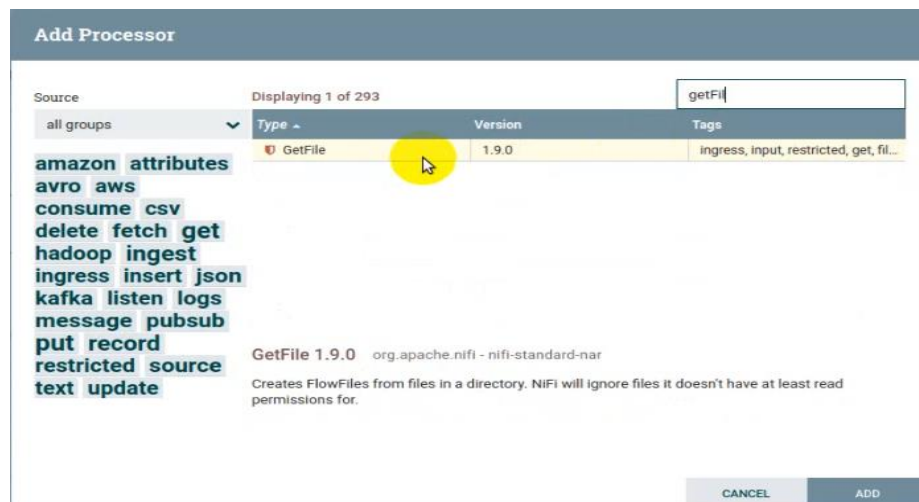 Add Processor
Source
all groups
amazon attributes
avro aws
consume csv
delete fetch get
hadoop ingest
ingress insert json
kafka listen logs
message pubsub
put record
restricted source
text update
Displaying 1 of 293
getFil
Type Version Tags
GetFile 1.9.0 ingress, input, restricted, get, fil...
GetFile 1.9.0 org.apache.nifi - nifi-standard-nar
Creates FlowFiles from files in a directory. NiFi will ignore files it doesn't have at least read
permissions for.
CANCEL ADD